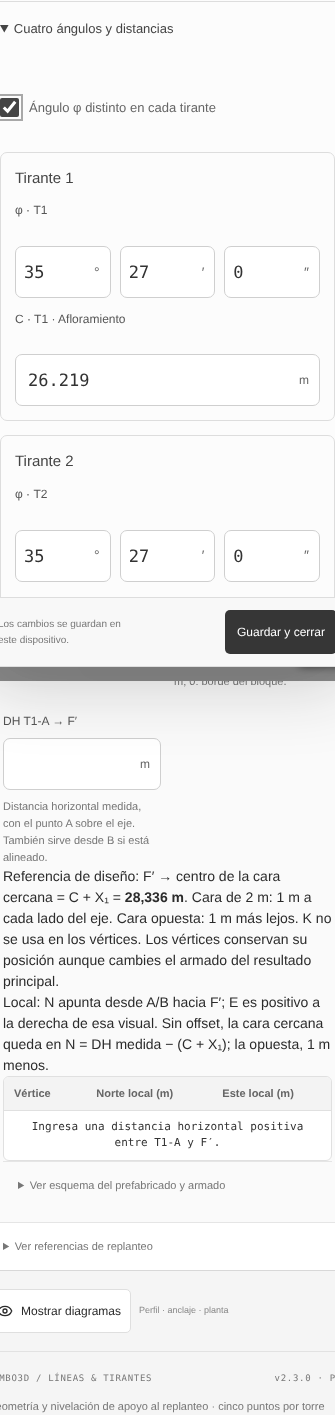 ▼ Cuatro ángulos y distancias
Ángulo φ distinto en cada tirante
Tirante 1
φ · T1
35 ° 27 ′ 0 ″
C · T1 · Afloramiento
26.219 m
Tirante 2
φ · T2
35 ° 27 ′ 0 ″
Los cambios se guardan en
este dispositivo.
Guardar y cerrar
m, 0: borde del bloque.
DH T1-A → F′
m
Distancia horizontal medida,
con el punto A sobre el eje.
También sirve desde B si está
alineado.
Referencia de diseño: F′ → centro de la cara
cercana = C + X₁ = 28,336 m. Cara de 2 m: 1 m a
cada lado del eje. Cara opuesta: 1 m más lejos. K no
se usa en los vértices. Los vértices conservan su
posición aunque cambies el armado del resultado
principal.
Local: N apunta desde A/B hacia F′; E es positivo a
la derecha de esa visual. Sin offset, la cara cercana
queda en N = DH medida − (C + X₁); la opuesta, 1 m
menos.
Vértice Norte local (m) Este local (m)
Ingresa una distancia horizontal positiva
entre T1-A y F′.
▶ Ver esquema del prefabricado y armado
▶ Ver referencias de replanteo
Mostrar diagramas Perfil · anclaje · planta
MBO3D / LÍNEAS & TIRANTES v2.3.0 · P
eometría y nivelación de apoyo al replanteo · cinco puntos por torre